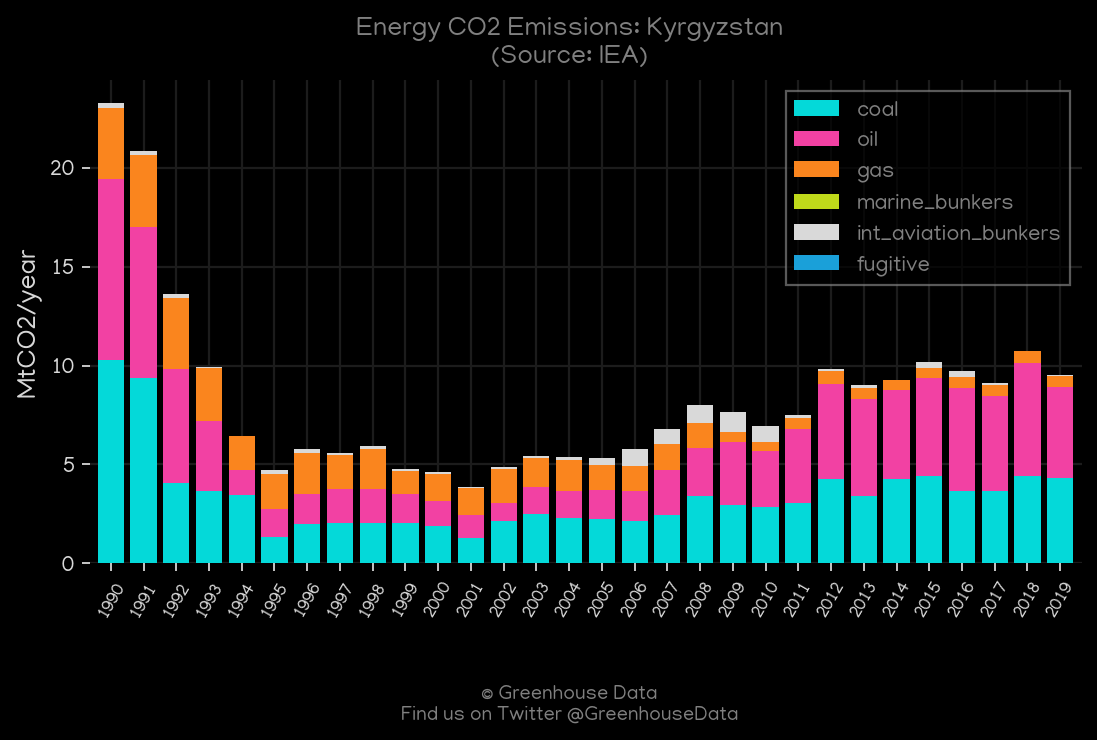 Energy CO2 Emissions: Kyrgyzstan
(Source: IEA)
coal
oil
gas
marine_bunkers
int_aviation_bunkers
fugitive
MtCO2/year
20
15
10
5
0
1990 1991 1992 1993 1994 1995 1996 1997 1998 1999 2000 2001 2002 2003 2004 2005 2006 2007 2008 2009 2010 2011 2012 2013 2014 2015 2016 2017 2018 2019
© Greenhouse Data
Find us on Twitter @GreenhouseData